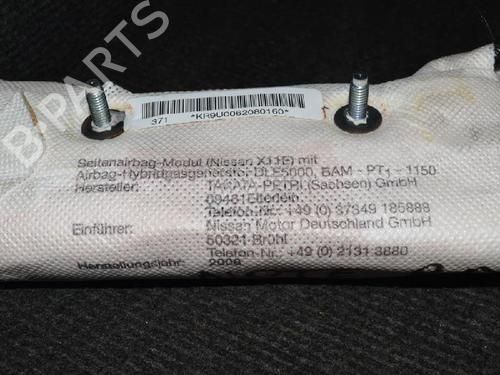 B-PARTS
371 *KR9U0062080160*
Seitenairbag-Modul (Nissan X11E) mit
Airbag-Hybridgasgenerator ULE5000, BAM - PT1 - 1150
Hersteller: TAKATA-PETRI (Sachsen) GmbH
09481 Elterlein
Telefon-Nr.: +49 (0) 37349 185888
Einführer: Nissan Motor Deutschland GmbH
50321 Brühl
Telefon-Nr.: +49 (0) 2131 3880
Herstellungsjahr: 2009